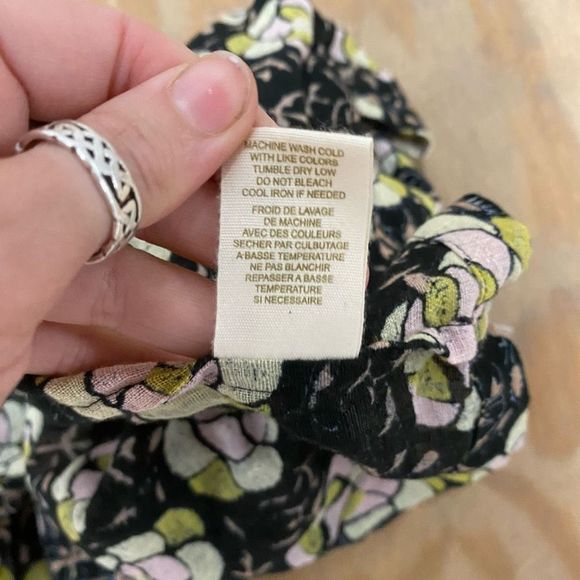 MACHINE WASH COLD
WITH LIKE COLORS
TUMBLE DRY LOW
DO NOT BLEACH
COOL IRON IF NEEDED
FROID DE LAVAGE
DE MACHINE
AVEC DES COULEURS
SECHER PAR CULBUTAGE
A BASSE TEMPERATURE
NE PAS BLANCHIR
REPASSER A BASSE
TEMPERATURE
SI NECESSAIRE